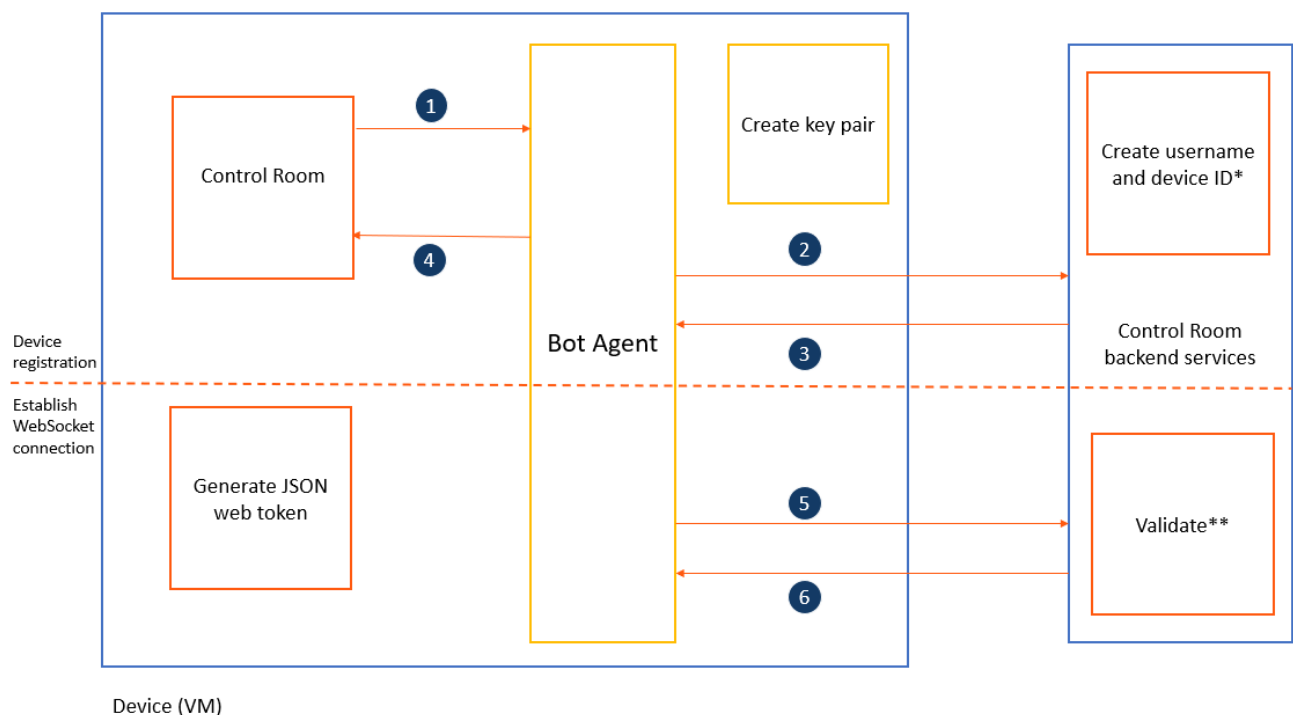 1
Create key pair
Create username
and device ID*
Control Room
4
2
Bot Agent
3
Control Room
backend services
Device
registration
Establish
WebSocket
connection
Generate JSON
web token
5
Validate**
6
Device (VM)